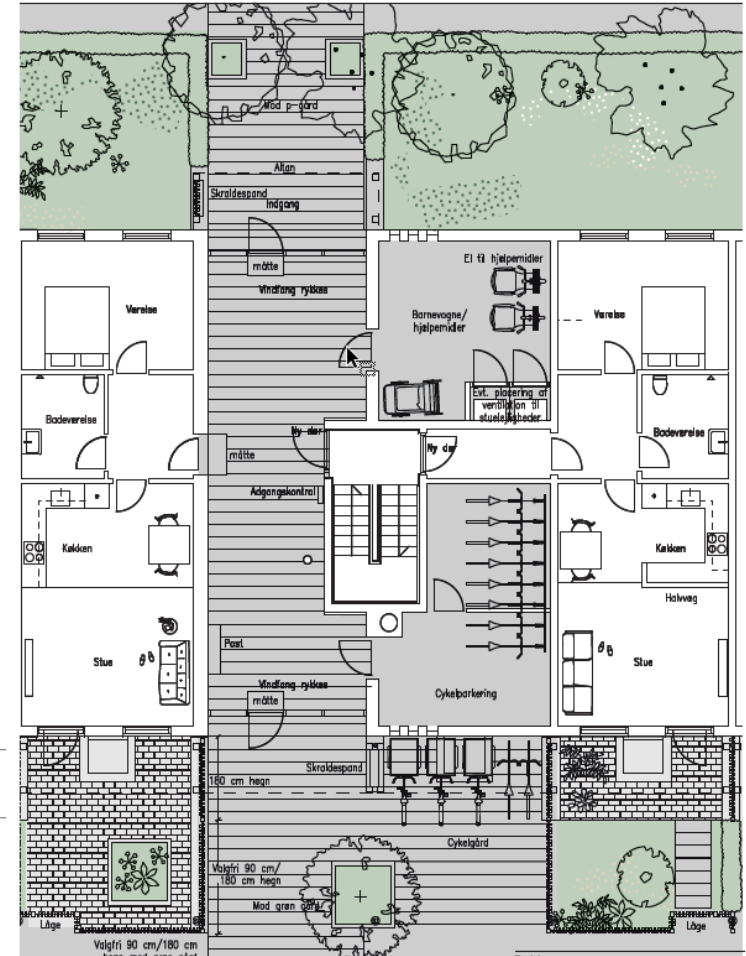 Mod p-gård
Altan
Skraldespand
Indgang
måtte
Vindfang rykkes
El til hjælpemidler
Værelse
Barnevogne/
hjælpemidler
Værelse
Evt. placering af
ventilation til
stuelejligheder
Badeværelse
Ny dør
Ny dør
Badeværelse
måtte
Adgangskontrol
Køkken
Køkken
Halvvæg
Post
Stue
Stue
Vindfang rykkes
måtte
Cykelparkering
Skraldespand
180 cm hegn
Cykelgård
Valgfri 90 cm/
180 cm hegn
Mod grøn gård
Låge
Låge
Valgfri 90 cm/180 cm